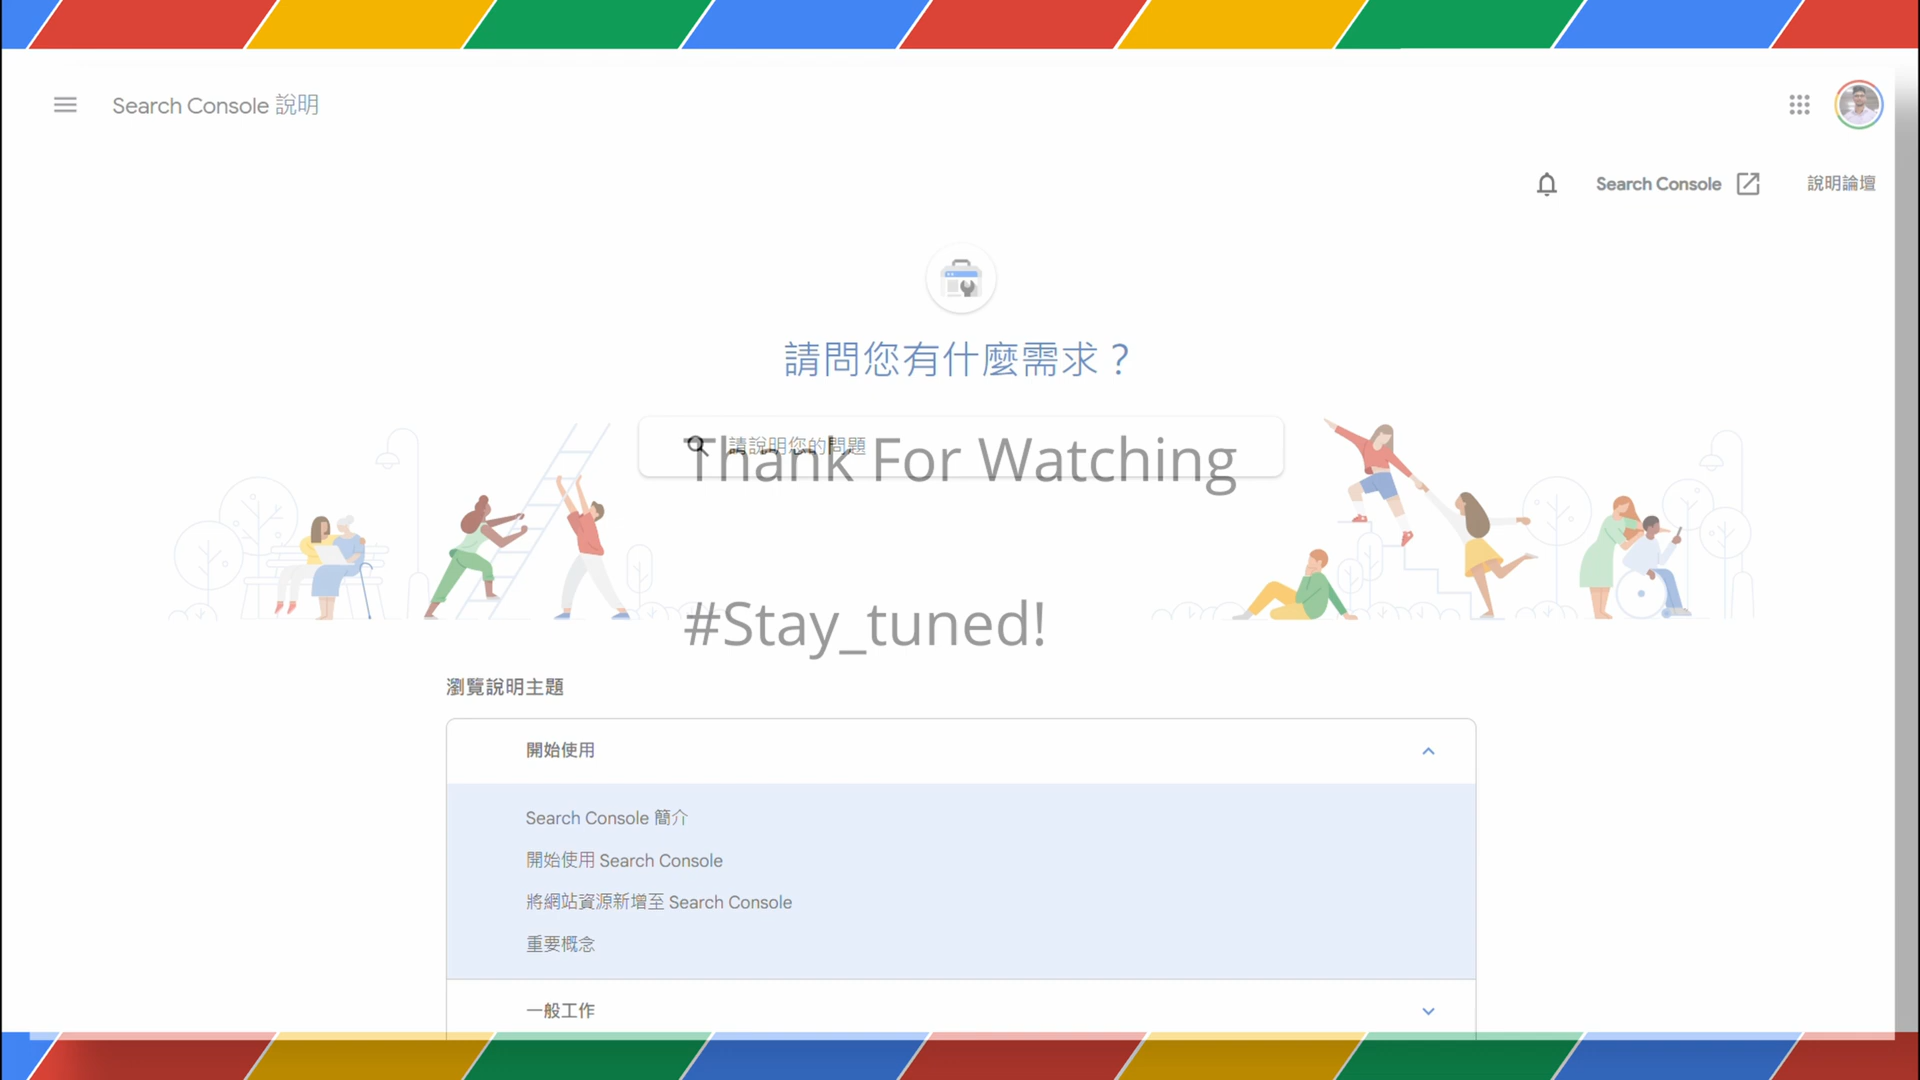 Search Console 說明
Search Console
說明論壇
請問您有什麼需求？
請說明您的問題
Thank For Watching
#Stay_tuned!
瀏覽說明主題
開始使用
Search Console 簡介
開始使用 Search Console
將網站資源新增至 Search Console
重要概念
一般工作